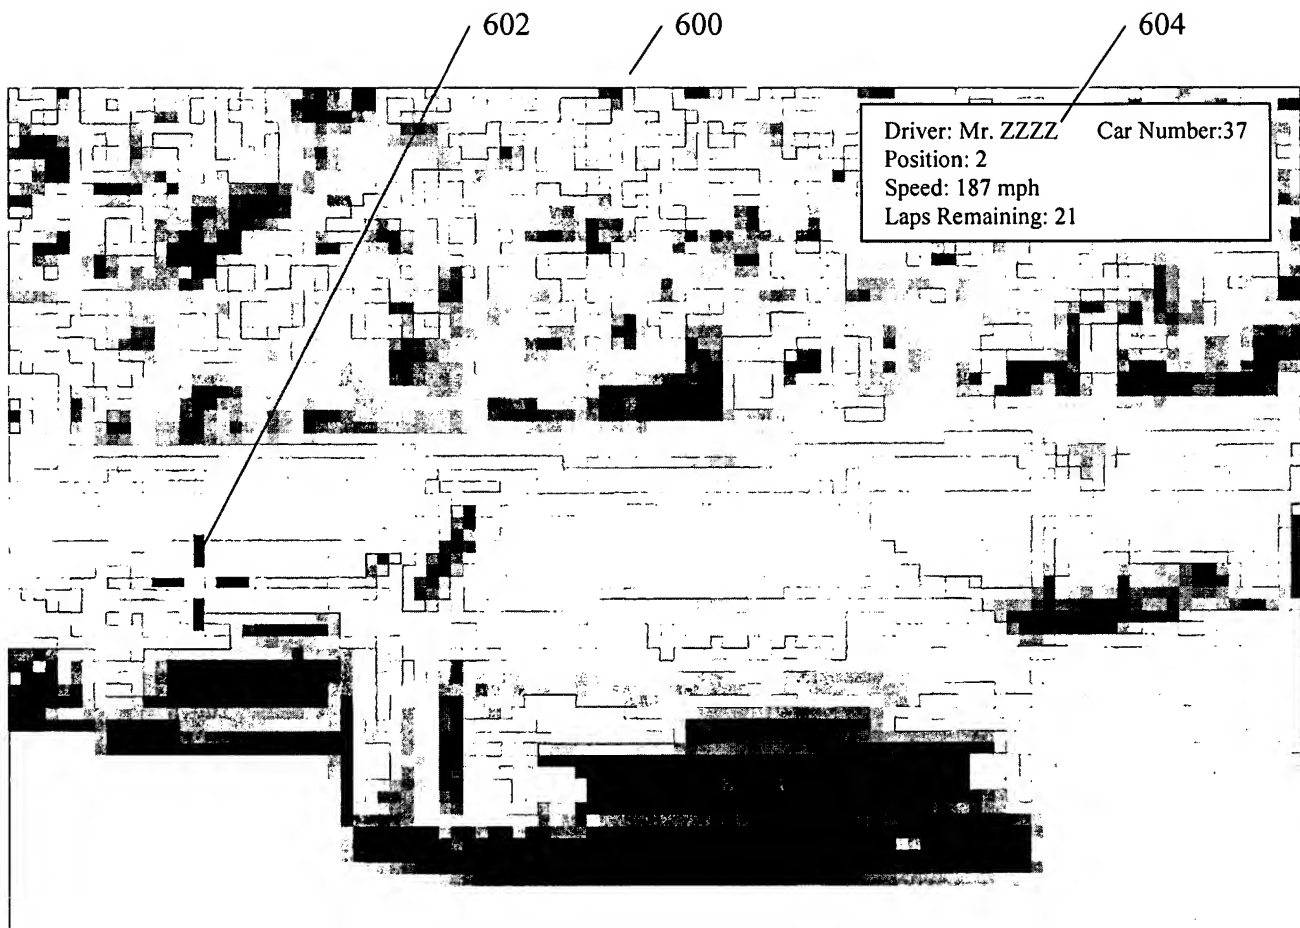 602 600 604
Driver: Mr. ZZZZ Car Number:37
Position: 2
Speed: 187 mph
Laps Remaining: 21